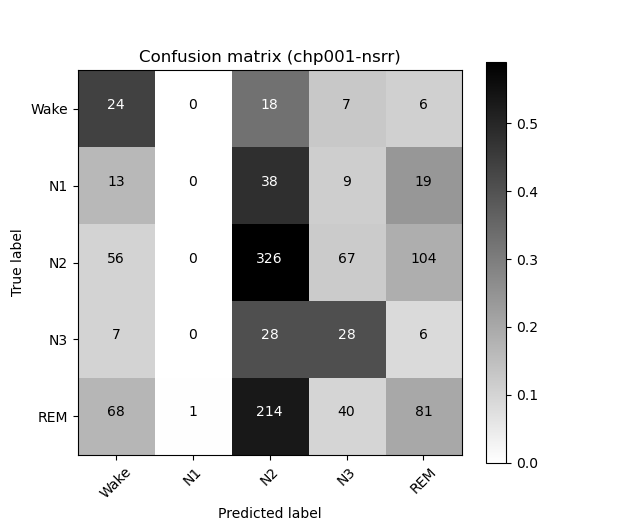 Confusion matrix (chp001-nsrr)
Wake 24 0 18 7 6
N1 13 0 38 9 19
N2 56 0 326 67 104
N3 7 0 28 28 6
REM 68 1 214 40 81
Wake N1 N2 N3 REM
True label
Predicted label
0.5
0.4
0.3
0.2
0.1
0.0